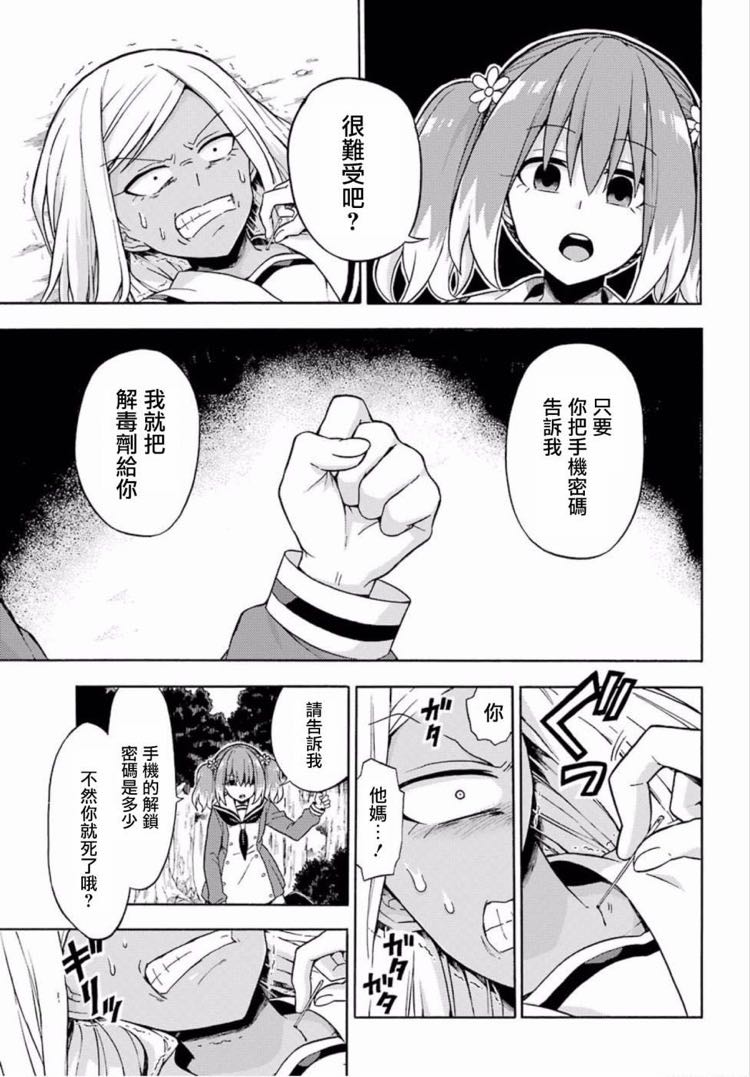 很難受吧？
只要
你把手機密碼
告訴我
我就把
解毒劑給你
ぐぐ
ガタ
ガタ
ガタ
你
他媽…！
請告訴我
手機的解鎖
密碼是多少
不然你就死了哦？
ギリッ